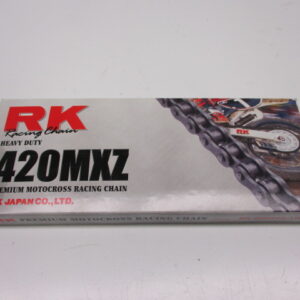 RK
Racing Chain
HEAVY DUTY
420MXZ
PREMIUM MOTOCROSS RACING CHAIN
RK JAPAN CO., LTD.
PREMIUM MOTOCROSS RACING CHAIN